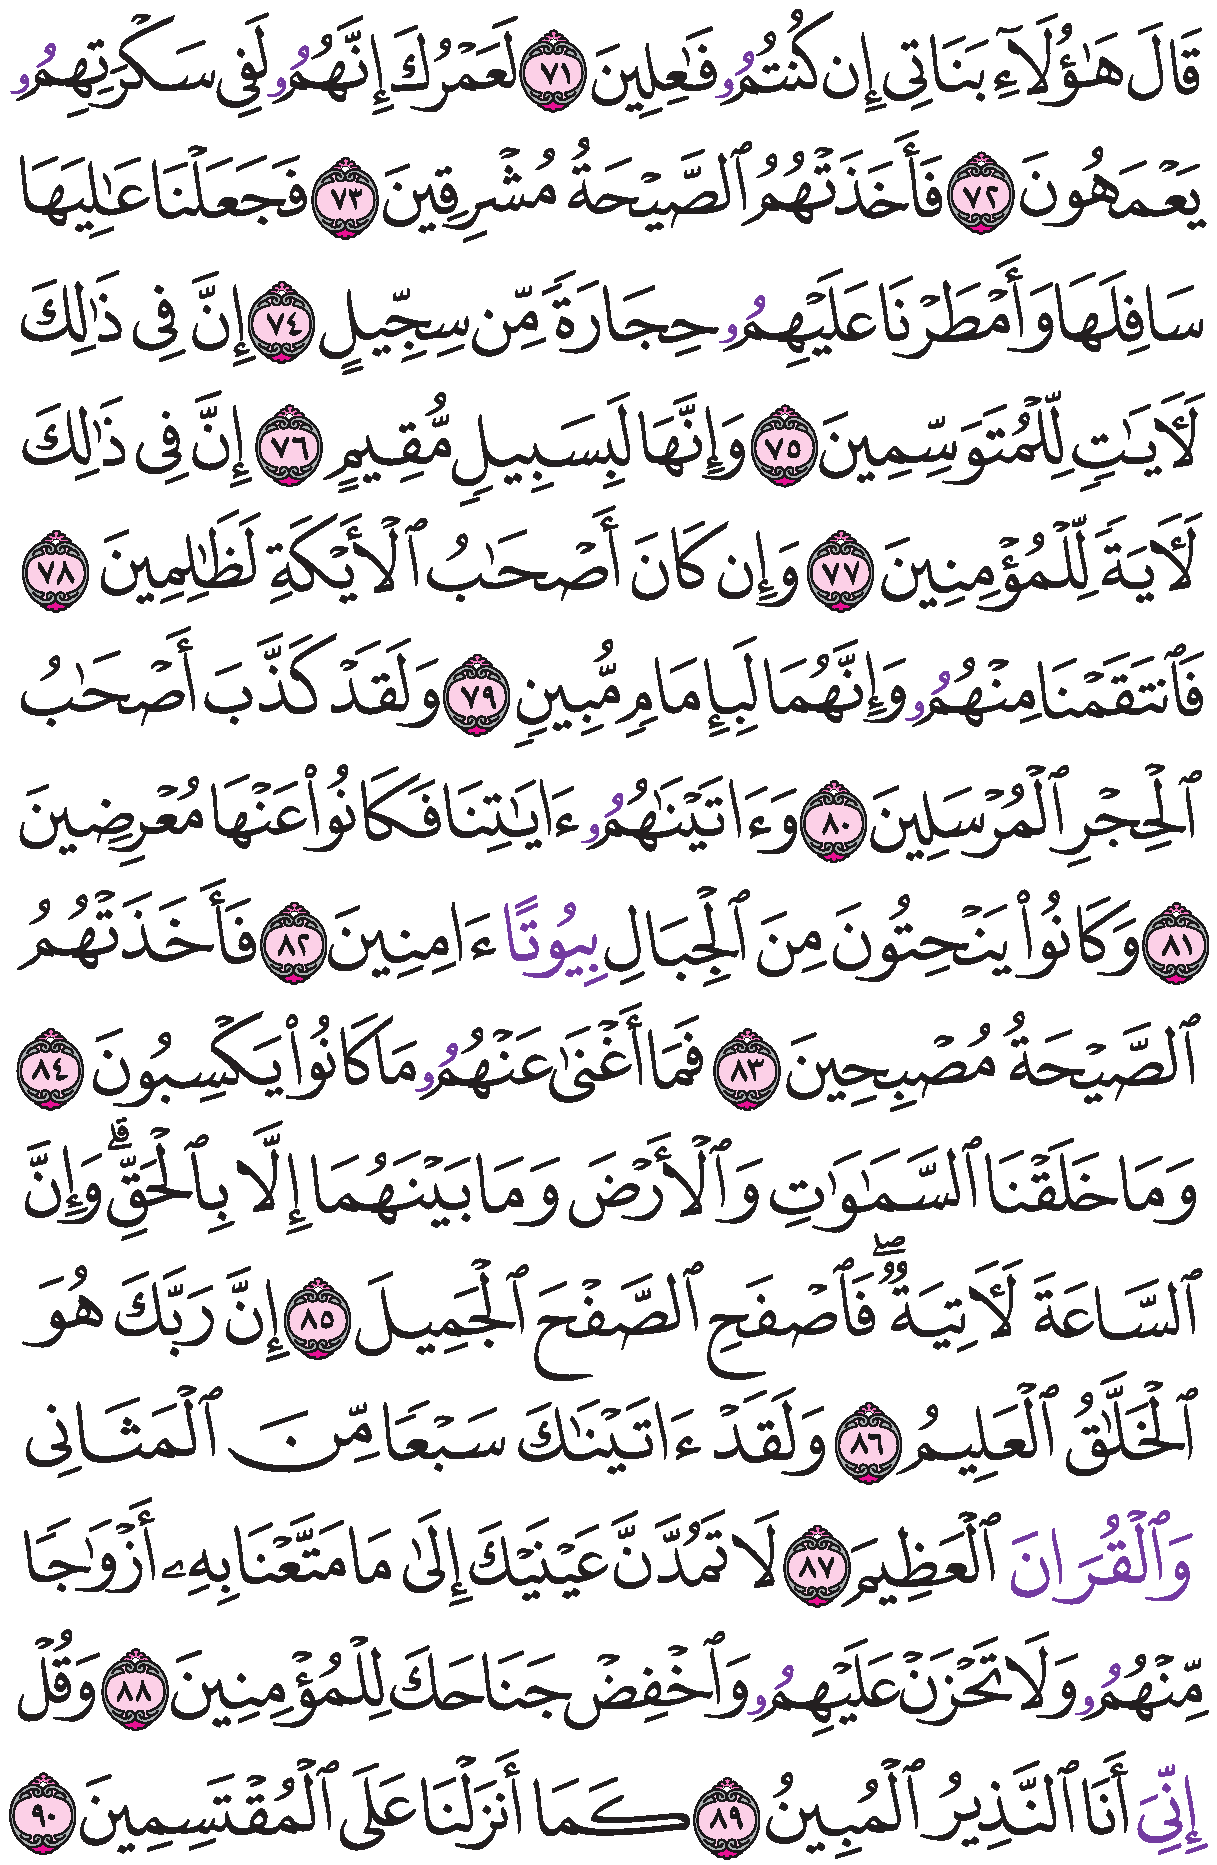 قَالَ هَٰٓؤُلَآءِ بَنَاتِى إِن كُنتُمُۥ فَٰعِلِينَ ٧١ لَعَمْرُكَ إِنَّهُمُۥ لَفِى سَكْرَتِهِمُۥ
يَعْمَهُونَ ٧٢ فَأَخَذَتْهُمُ ٱلصَّيْحَةُ مُشْرِقِينَ ٧٣ فَجَعَلْنَا عَٰلِيَهَا
سَافِلَهَا وَأَمْطَرْنَا عَلَيْهِمُۥ حِجَارَةً مِّن سِجِّيلٍ ٧٤ إِنَّ فِى ذَٰلِكَ
لَأٓيَٰتٍ لِّلْمُتَوَسِّمِينَ ٧٥ وَإِنَّهَا لَبِسَبِيلٍ مُّقِيمٍ ٧٦ إِنَّ فِى ذَٰلِكَ
لَأٓيَةً لِّلْمُؤْمِنِينَ ٧٧ وَإِن كَانَ أَصْحَٰبُ ٱلْأَيْكَةِ لَظَٰلِمِينَ ٧٨
فَٱنتَقَمْنَا مِنْهُمُۥ وَإِنَّهُمَا لَبِإِمَامٍ مُّبِينٍ ٧٩ وَلَقَدْ كَذَّبَ أَصْحَٰبُ
ٱلْحِجْرِ ٱلْمُرْسَلِينَ ٨٠ وَءَاتَيْنَٰهُمُۥ ءَايَٰتِنَا فَكَانُوا۟ عَنْهَا مُعْرِضِينَ
٨١ وَكَانُوا۟ يَنْحِتُونَ مِنَ ٱلْجِبَالِ بِيُوتًا ءَامِنِينَ ٨٢ فَأَخَذَتْهُمُ
ٱلصَّيْحَةُ مُصْبِحِينَ ٨٣ فَمَا أَغْنَىٰ عَنْهُمُۥ مَا كَانُوا۟ يَكْسِبُونَ ٨٤
وَمَا خَلَقْنَا ٱلسَّمَٰوَٰتِ وَٱلْأَرْضَ وَمَا بَيْنَهُمَا إِلَّا بِٱلْحَقِّ ۗ وَإِنَّ
ٱلسَّاعَةَ لَأٓتِيَةٌ ۖ فَٱصْفَحِ ٱلصَّفْحَ ٱلْجَمِيلَ ٨٥ إِنَّ رَبَّكَ هُوَ
ٱلْخَلَّٰقُ ٱلْعَلِيمُ ٨٦ وَلَقَدْ ءَاتَيْنَٰكَ سَبْعًا مِّنَ ٱلْمَثَانِى
وَٱلْقُرَانَ ٱلْعَظِيمَ ٨٧ لَا تَمُدَّنَّ عَيْنَيْكَ إِلَىٰ مَا مَتَّعْنَا بِهِۦ أَزْوَٰجًا
مِّنْهُمُۥ وَلَا تَحْزَنْ عَلَيْهِمُۥ وَٱخْفِضْ جَنَاحَكَ لِلْمُؤْمِنِينَ ٨٨ وَقُلْ
إِنِّىَ أَنَا ٱلنَّذِيرُ ٱلْمُبِينُ ٨٩ كَمَا أَنزَلْنَا عَلَى ٱلْمُقْتَسِمِينَ ٩٠